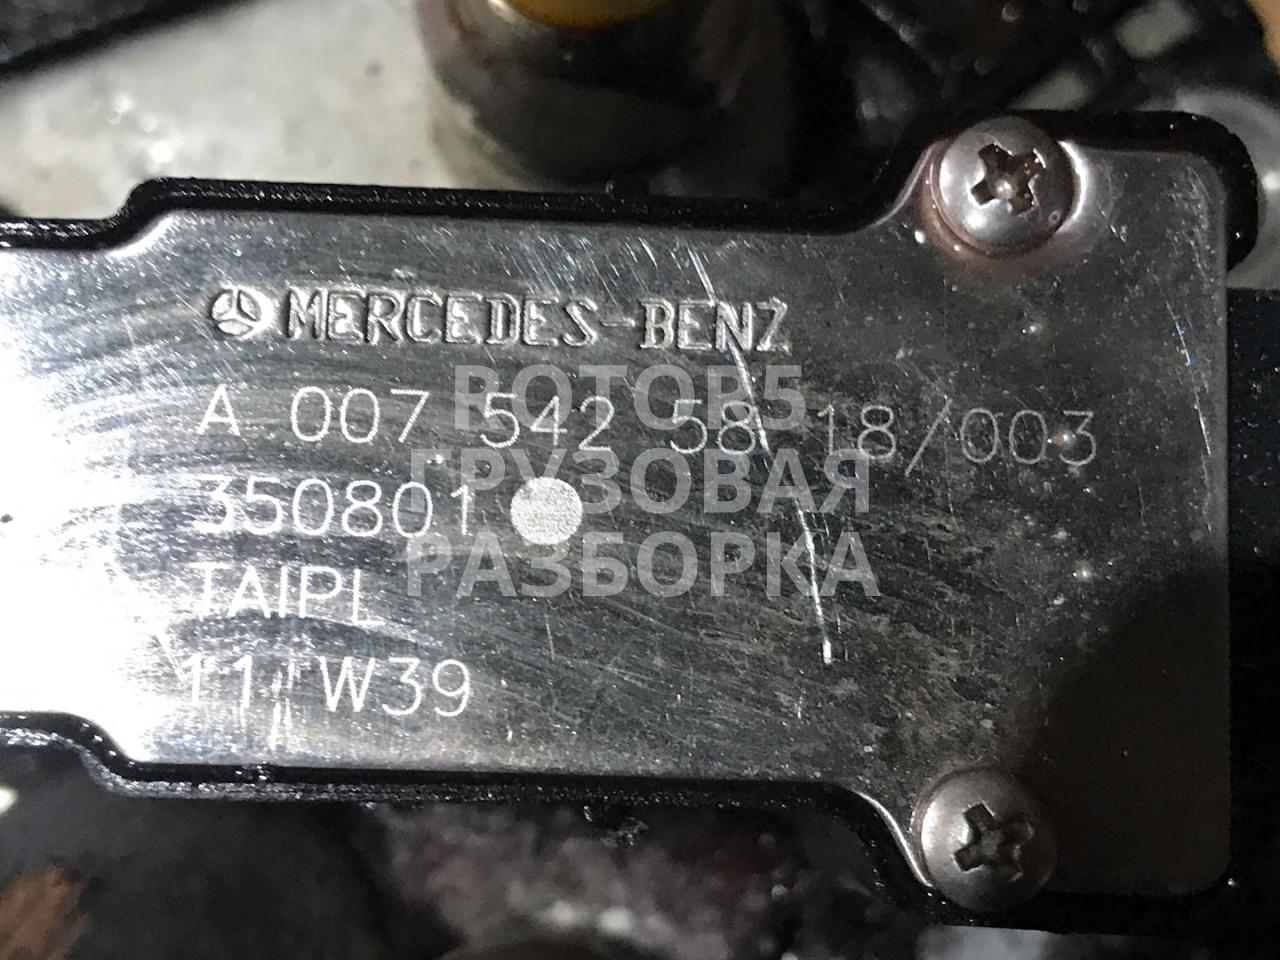 MERCEDES-BENZ
A 007 542 58 18/003
ROTOR5
350801
ГРУЗОВАЯ
TAIPL
РАЗБОРКА
11 W39